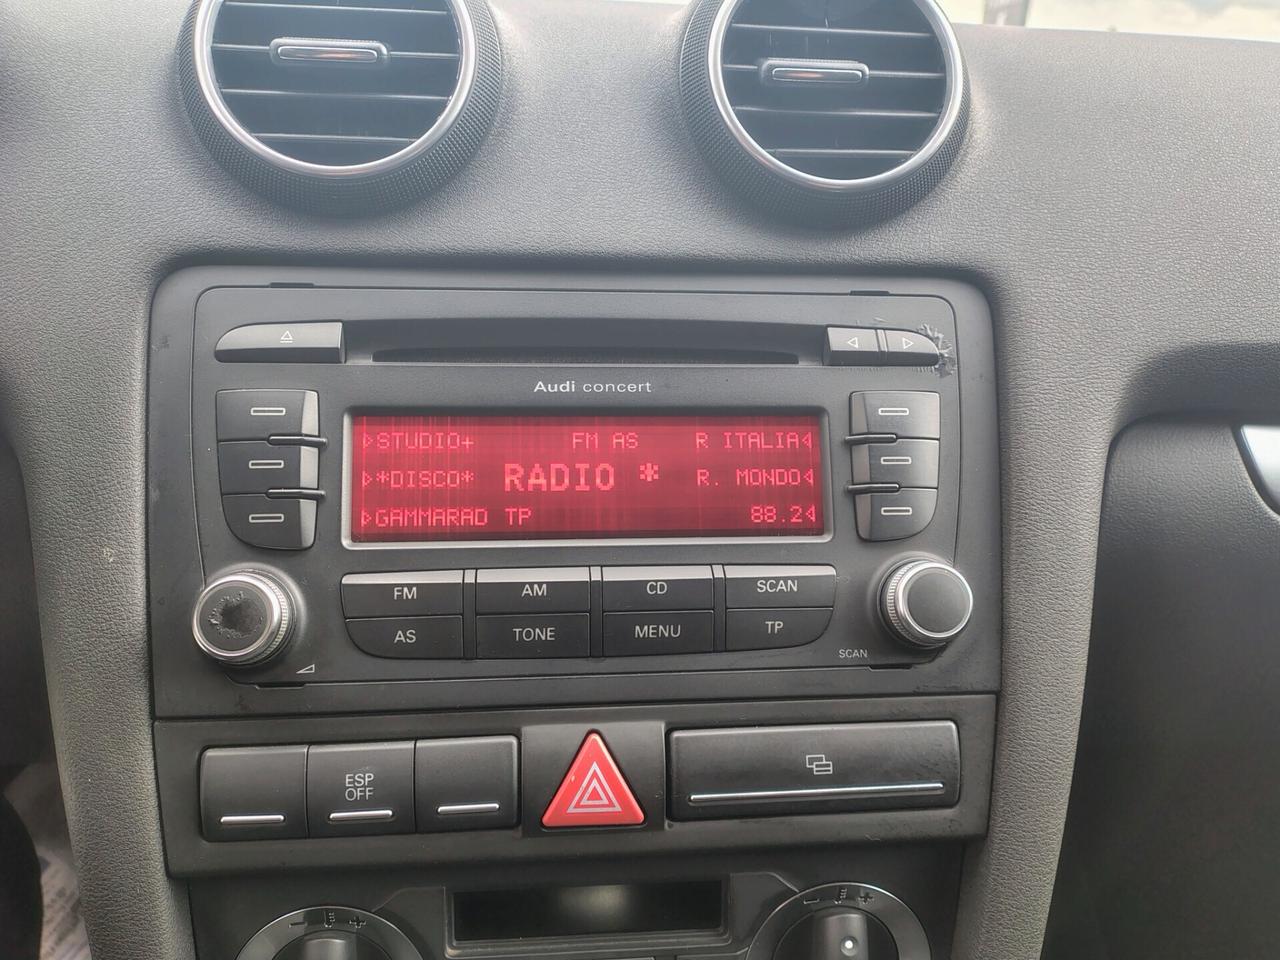 Audi concert
STUDIO+ FM AS R ITALIA
*DISCO* RADIO * R. MONDO
GAMMARAD TP 88.2
FM AM CD SCAN
AS TONE MENU TP
SCAN
ESP
OFF